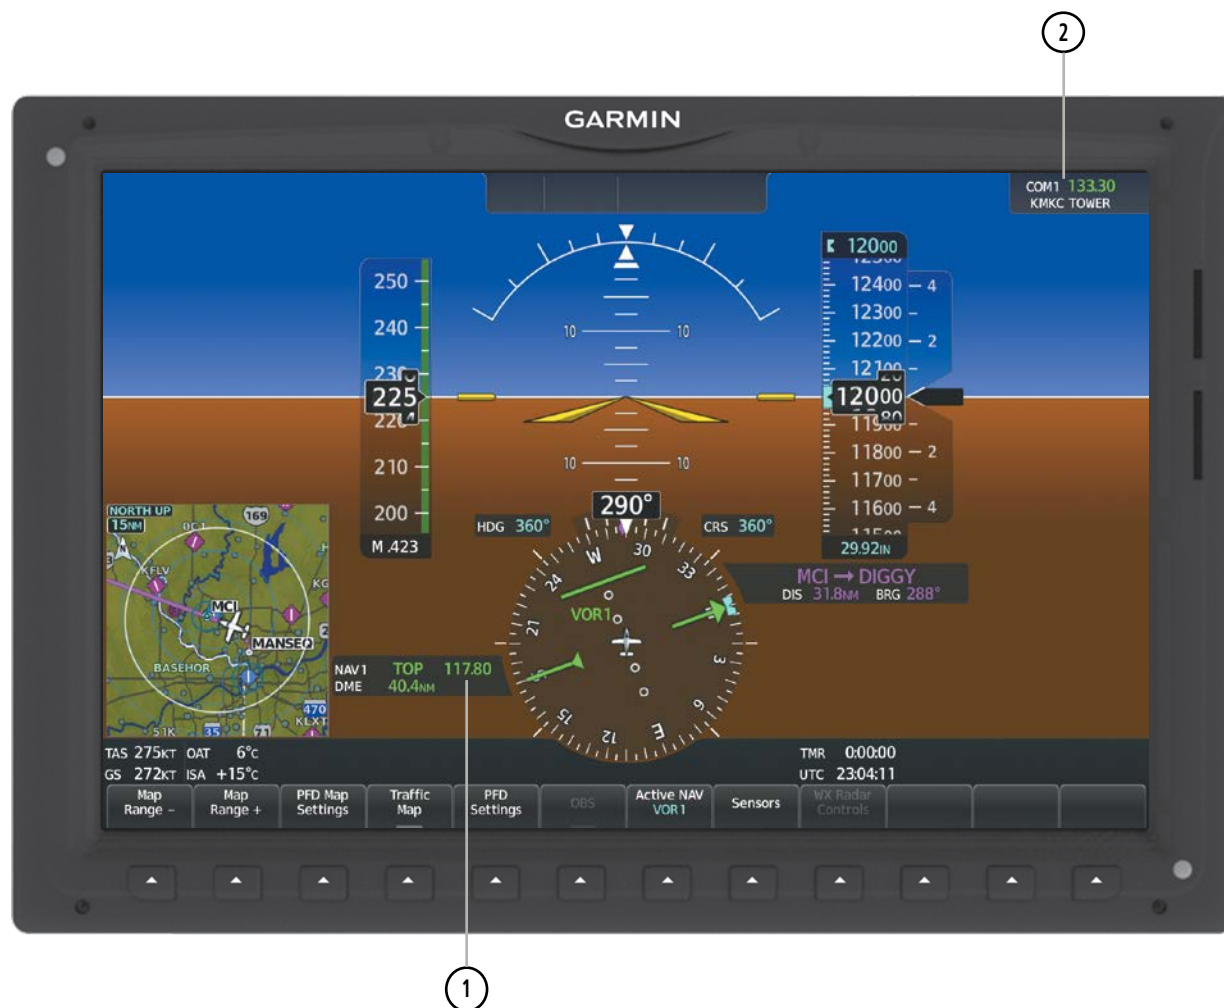 2
GARMIN
COM1 133.30
KMKC TOWER
12000
250
240
225
210
200
M .423
10 10
10 10
12400
12300
12200
12000
11800
11700
11600
4
2
2
4
29.92IN
290°
HDG 360°
CRS 360°
MCI → DIGGY
DIS 31.8NM BRG 288°
30
33
3
6
E
12
15
21
24
W
VOR1
NAV1 TOP 117.80
DME 40.4NM
NORTH UP
15NM
N
169
KFLV
MCI
MANSEQ
BASEHOR
470
KLXT
35
71
TAS 275KT OAT 6°C
GS 272KT ISA +15°C
TMR 0:00:00
UTC 23:04:11
Map Range −
Map Range +
PFD Map Settings
Traffic Map
PFD Settings
OBS
Active NAV VOR1
Sensors
WX Radar Controls
1